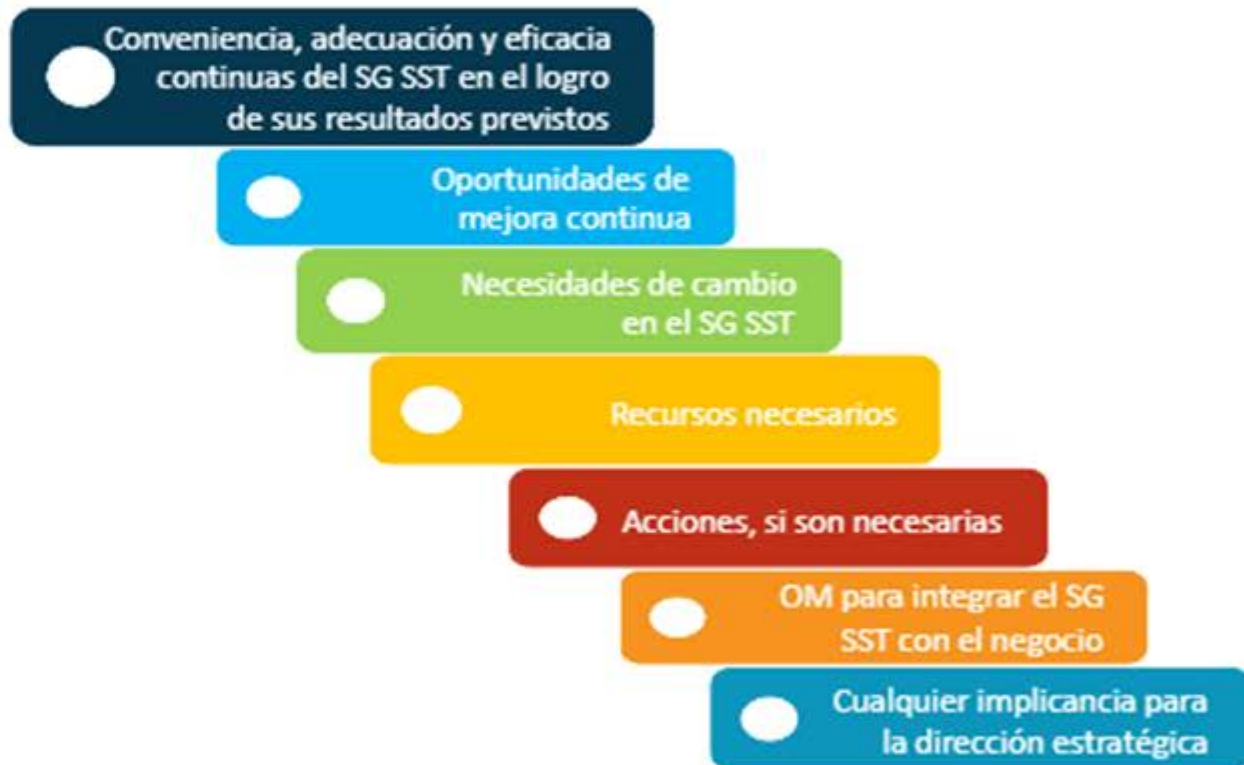 Conveniencia, adecuación y eficacia
continuas del SG SST en el logro
de sus resultados previstos
Oportunidades de
mejora continua
Necesidades de cambio
en el SG SST
Recursos necesarios
Acciones, si son necesarias
OM para integrar el SG
SST con el negocio
Cualquier implicancia para
la dirección estratégica